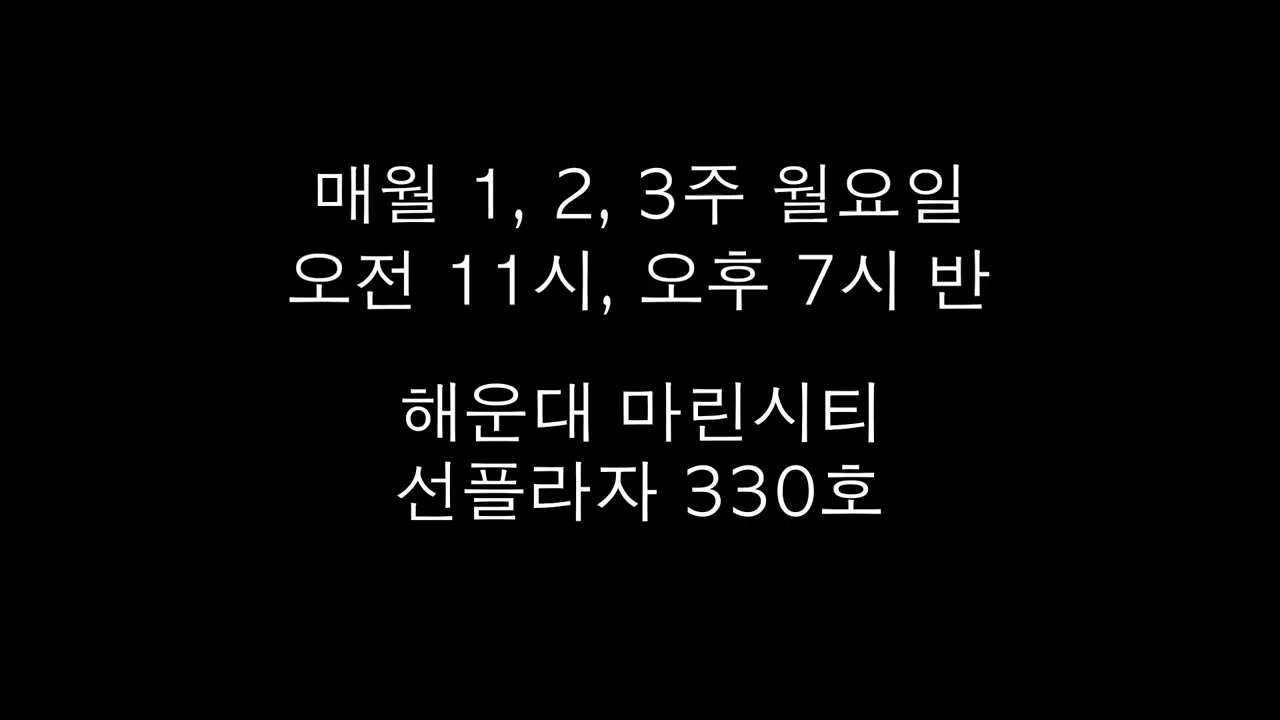 매월 1, 2, 3주 월요일
오전 11시, 오후 7시 반
해운대 마린시티
선플라자 330호